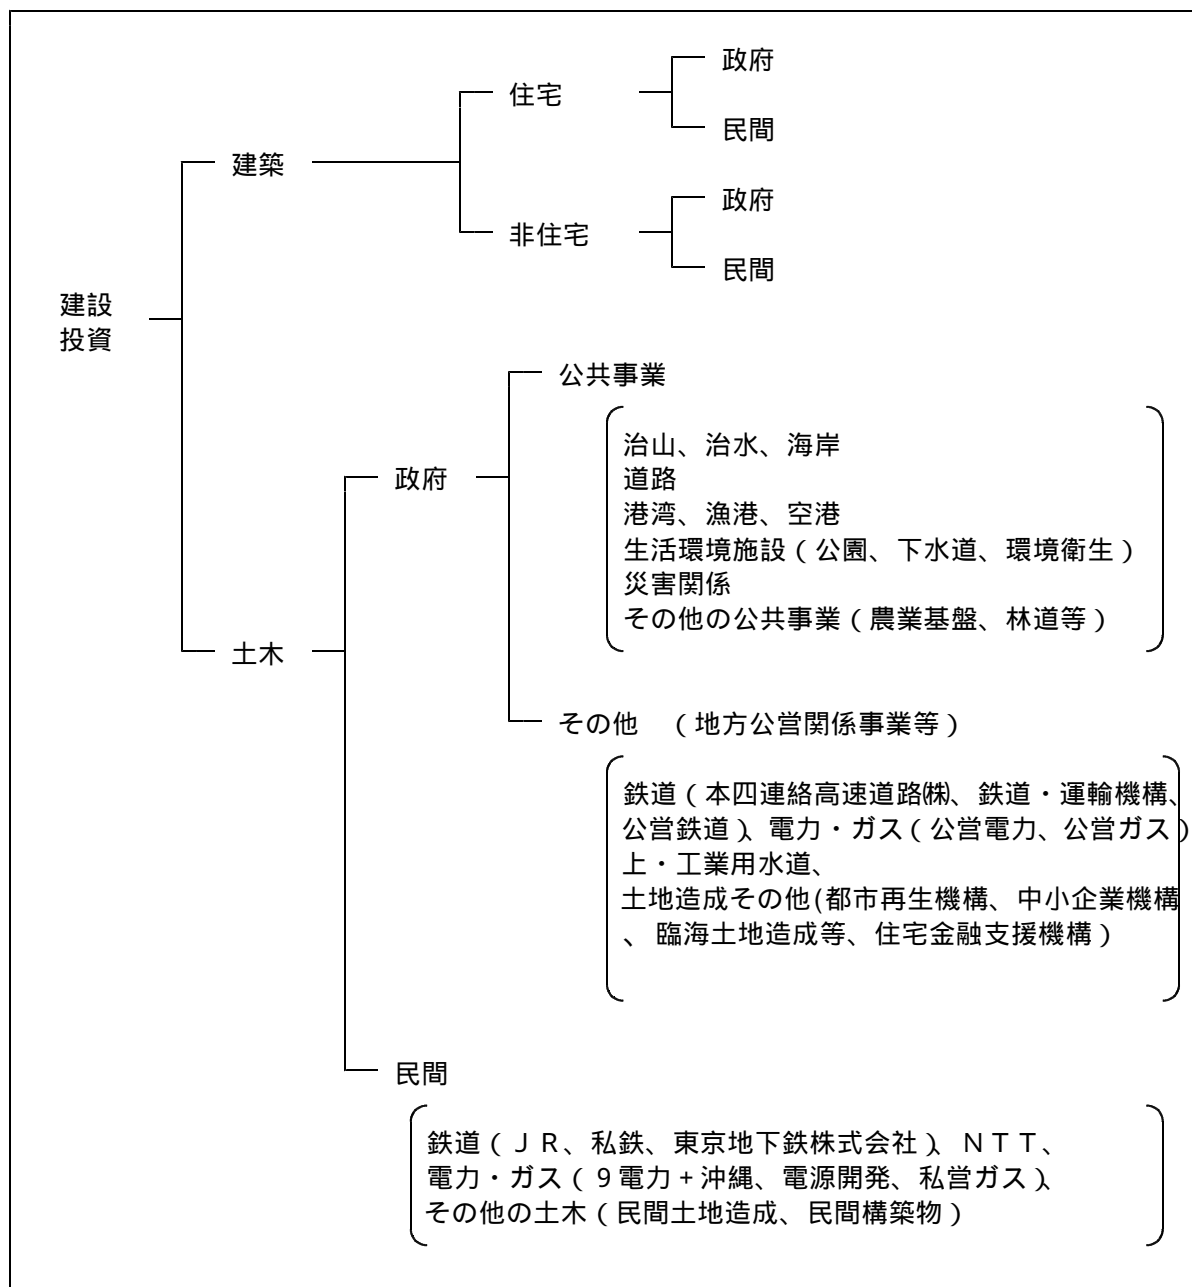 政府
住宅
民間
建築
政府
非住宅
民間
建設
投資
公共事業
治山、治水、海岸
政府
道路
港湾、漁港、空港
生活環境施設(公園、下水道、環境衛生)
災害関係
その他の公共事業(農業基盤、林道等)
土木
その他 (地方公営関係事業等)
鉄道(本四連絡高速道路㈱、鉄道・運輸機構、
公営鉄道)、電力・ガス(公営電力、公営ガス)
上・工業用水道、
土地造成その他(都市再生機構、中小企業機構
、臨海土地造成等、住宅金融支援機構)
民間
鉄道(JR、私鉄、東京地下鉄株式会社)、NTT、
電力・ガス(9電力+沖縄、電源開発、私営ガス)、
その他の土木(民間土地造成、民間構築物)